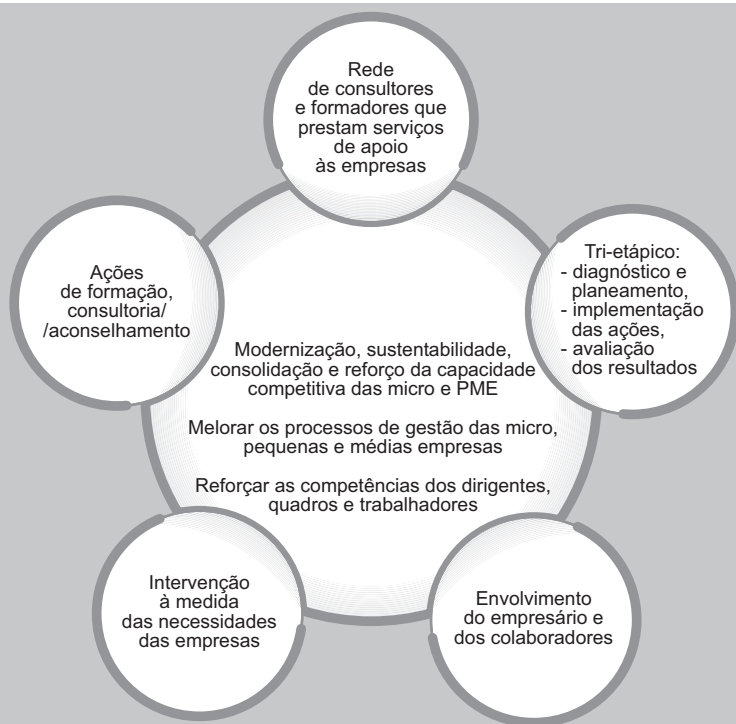 Rede
de consultores
e formadores que
prestam serviços
de apoio
às empresas
Ações
de formação,
consultoria/
/aconselhamento
Tri-etápico:
- diagnóstico e
planeamento,
- implementação
das ações,
- avaliação
dos resultados
Modernização, sustentabilidade,
consolidação e reforço da capacidade
competitiva das micro e PME
Melorar os processos de gestão das micro,
pequenas e médias empresas
Reforçar as competências dos dirigentes,
quadros e trabalhadores
Intervenção
à medida
das necessidades
das empresas
Envolvimento
do empresário e
dos colaboradores